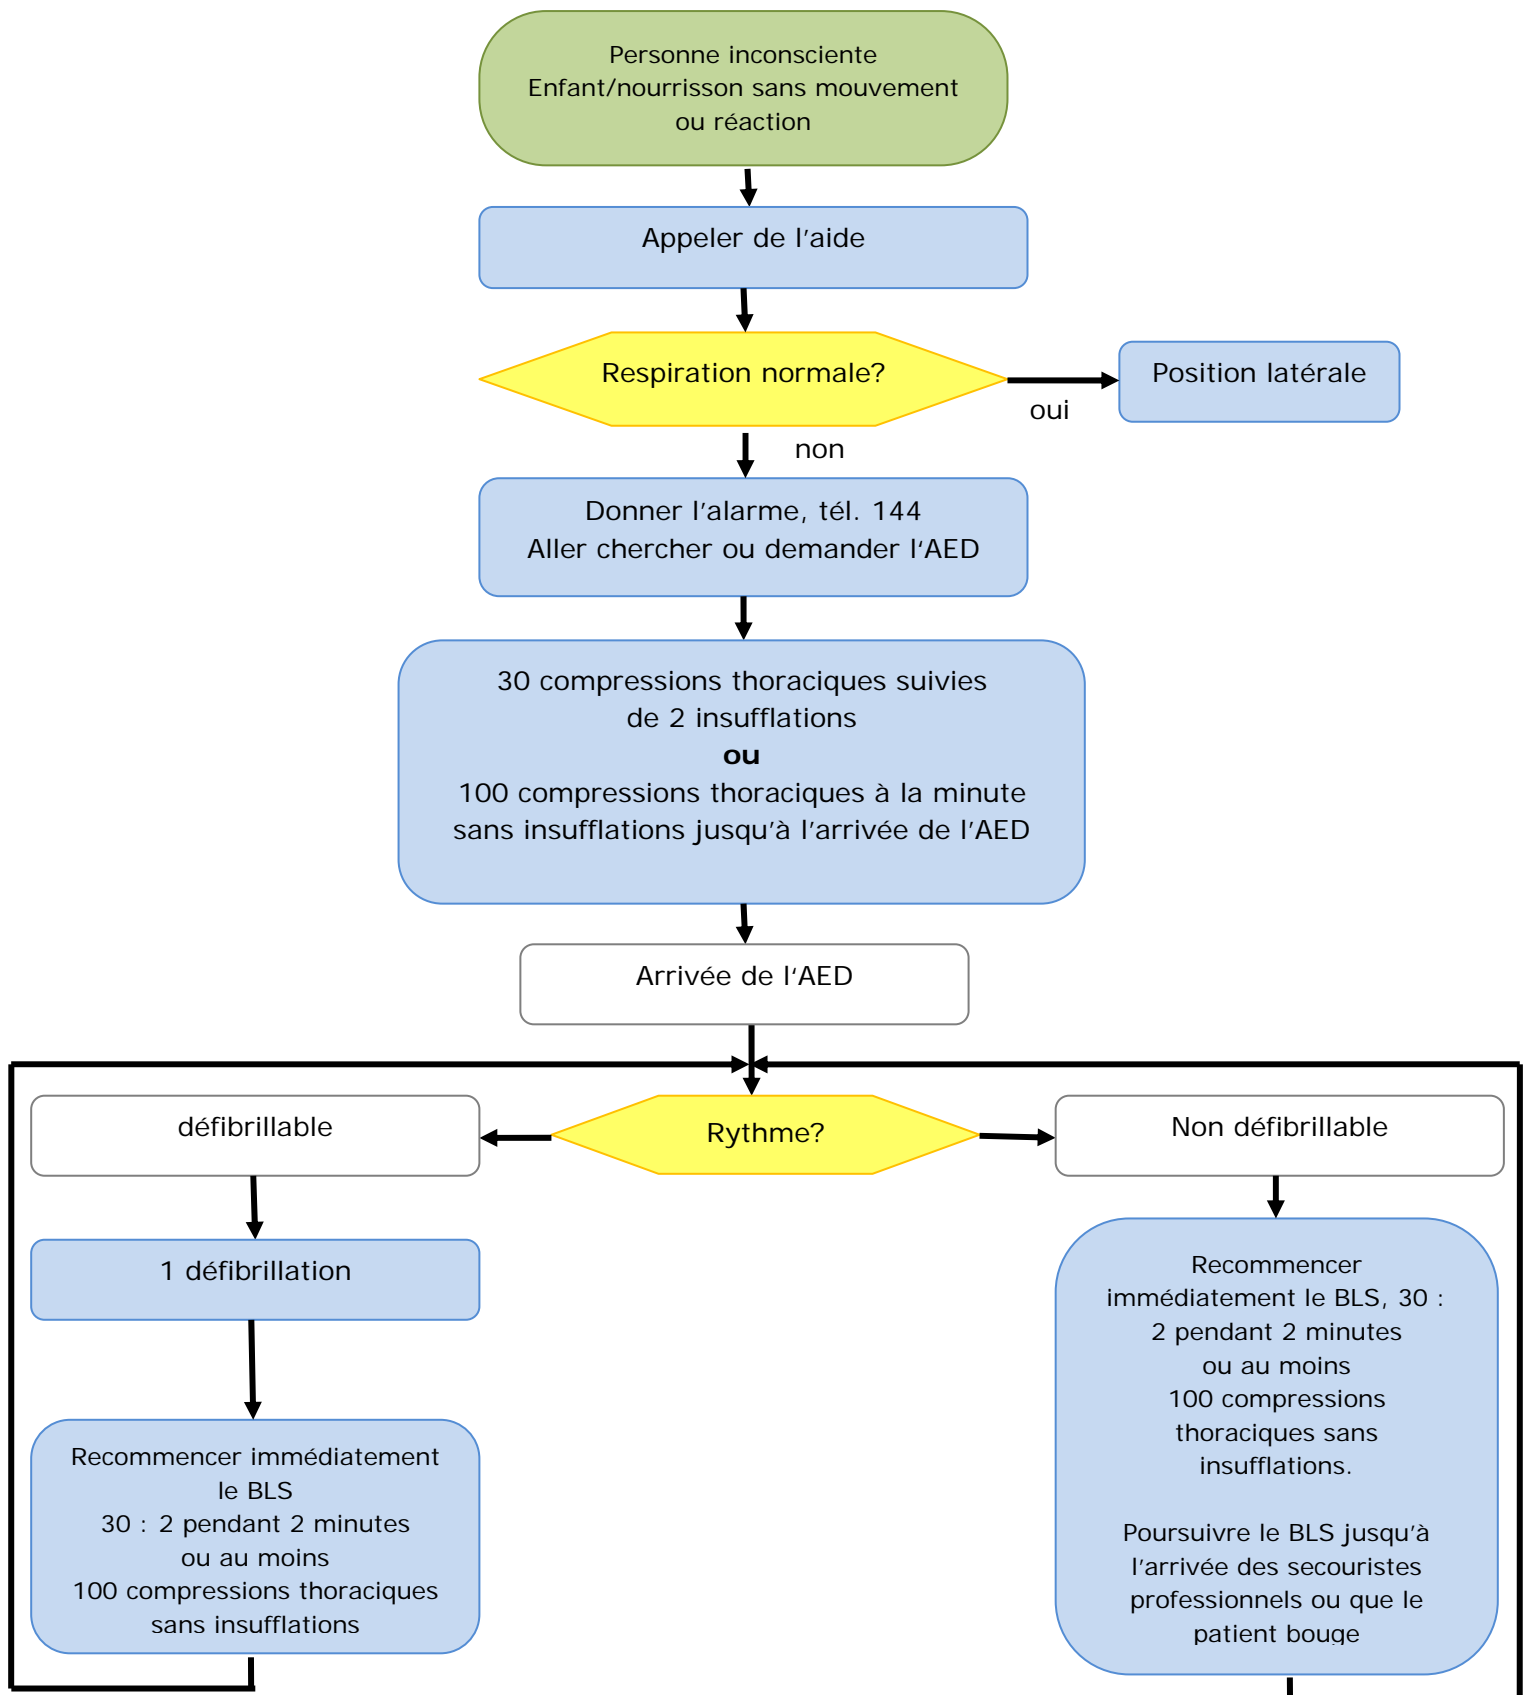 Personne inconsciente
Enfant/nourrisson sans mouvement
ou réaction
Appeler de l’aide
Respiration normale?
Position latérale
oui
non
Donner l’alarme, tél. 144
Aller chercher ou demander l‘AED
30 compressions thoraciques suivies
de 2 insufflations
ou
100 compressions thoraciques à la minute
sans insufflations jusqu’à l’arrivée de l’AED
Arrivée de l‘AED
défibrillable
Rythme?
Non défibrillable
1 défibrillation
Recommencer immédiatement
le BLS
30 : 2 pendant 2 minutes
ou au moins
100 compressions thoraciques
sans insufflations
Recommencer
immédiatement le BLS, 30 :
2 pendant 2 minutes
ou au moins
100 compressions
thoraciques sans
insufflations.
Poursuivre le BLS jusqu’à
l’arrivée des secouristes
professionnels ou que le
patient bouge